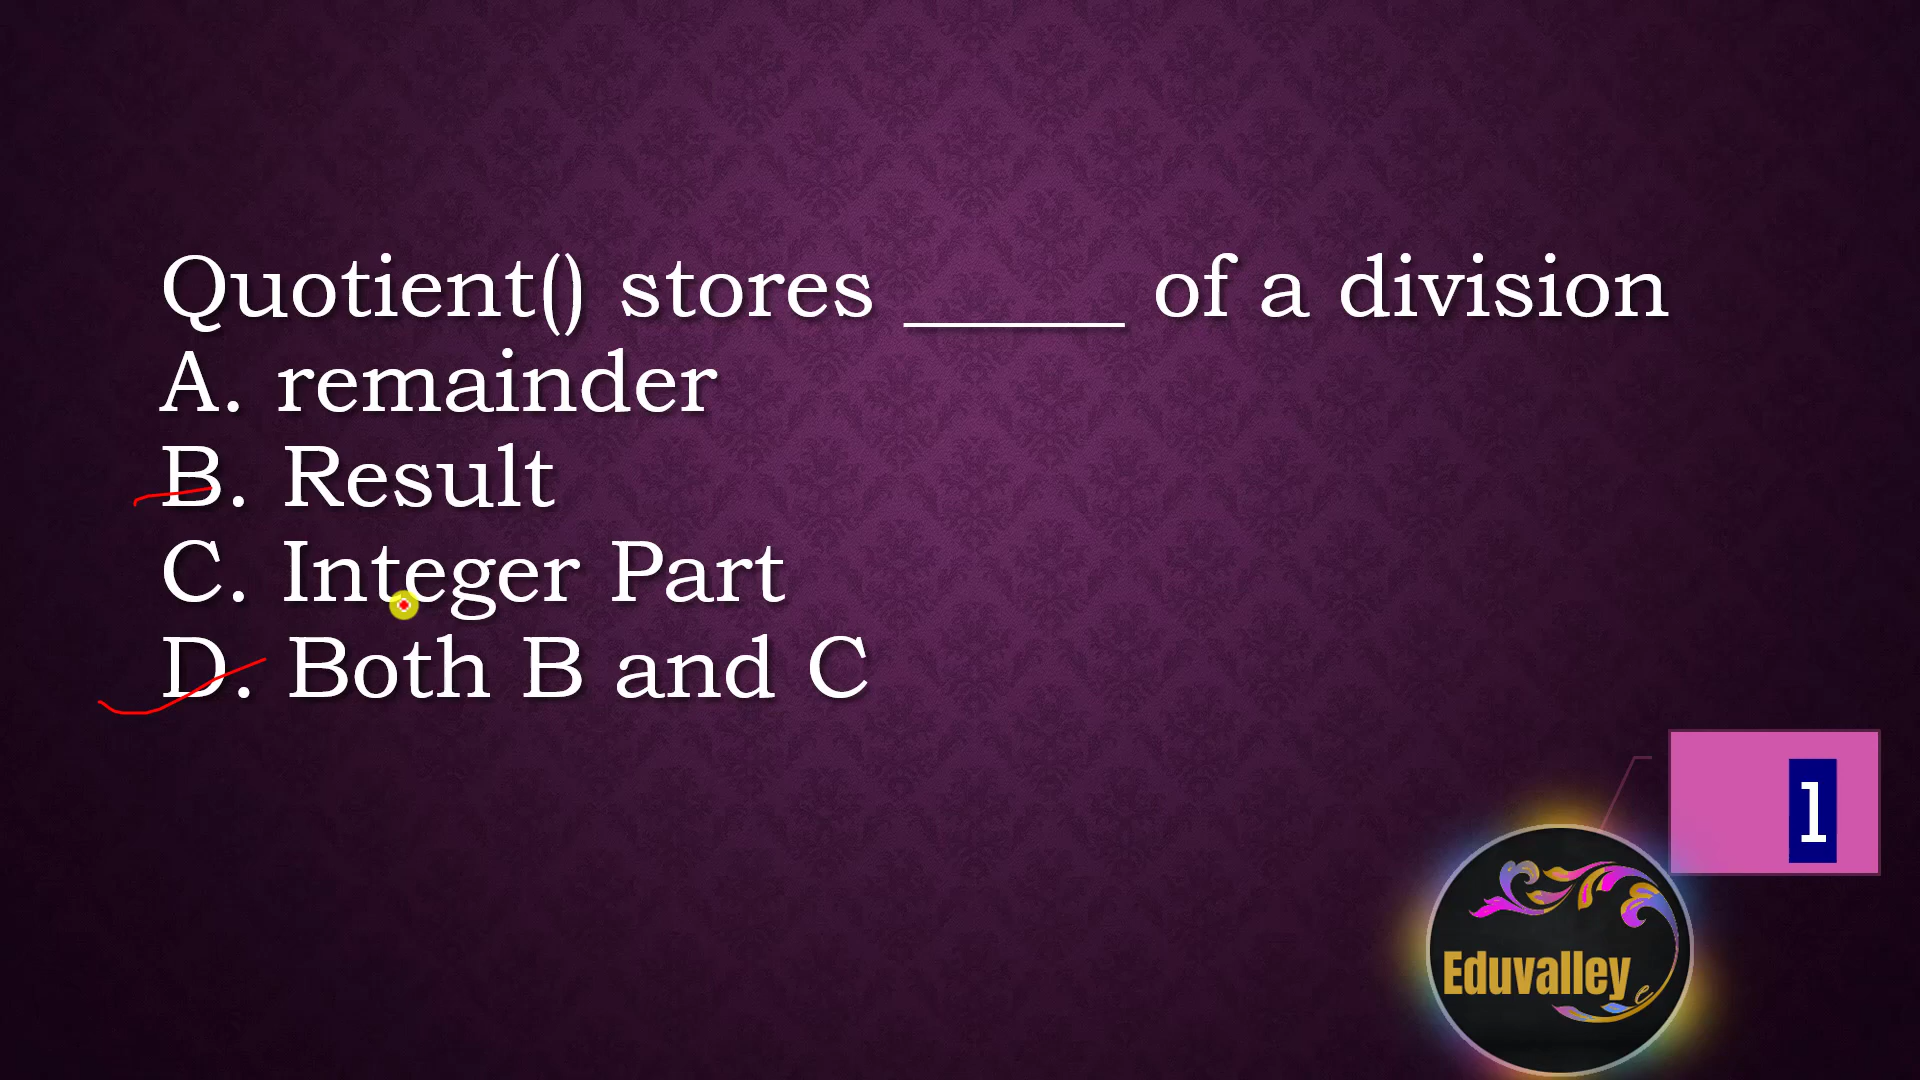 Quotient() stores _____ of a division
A. remainder
B. Result
C. Integer Part
D. Both B and C
1
Eduvalley
e